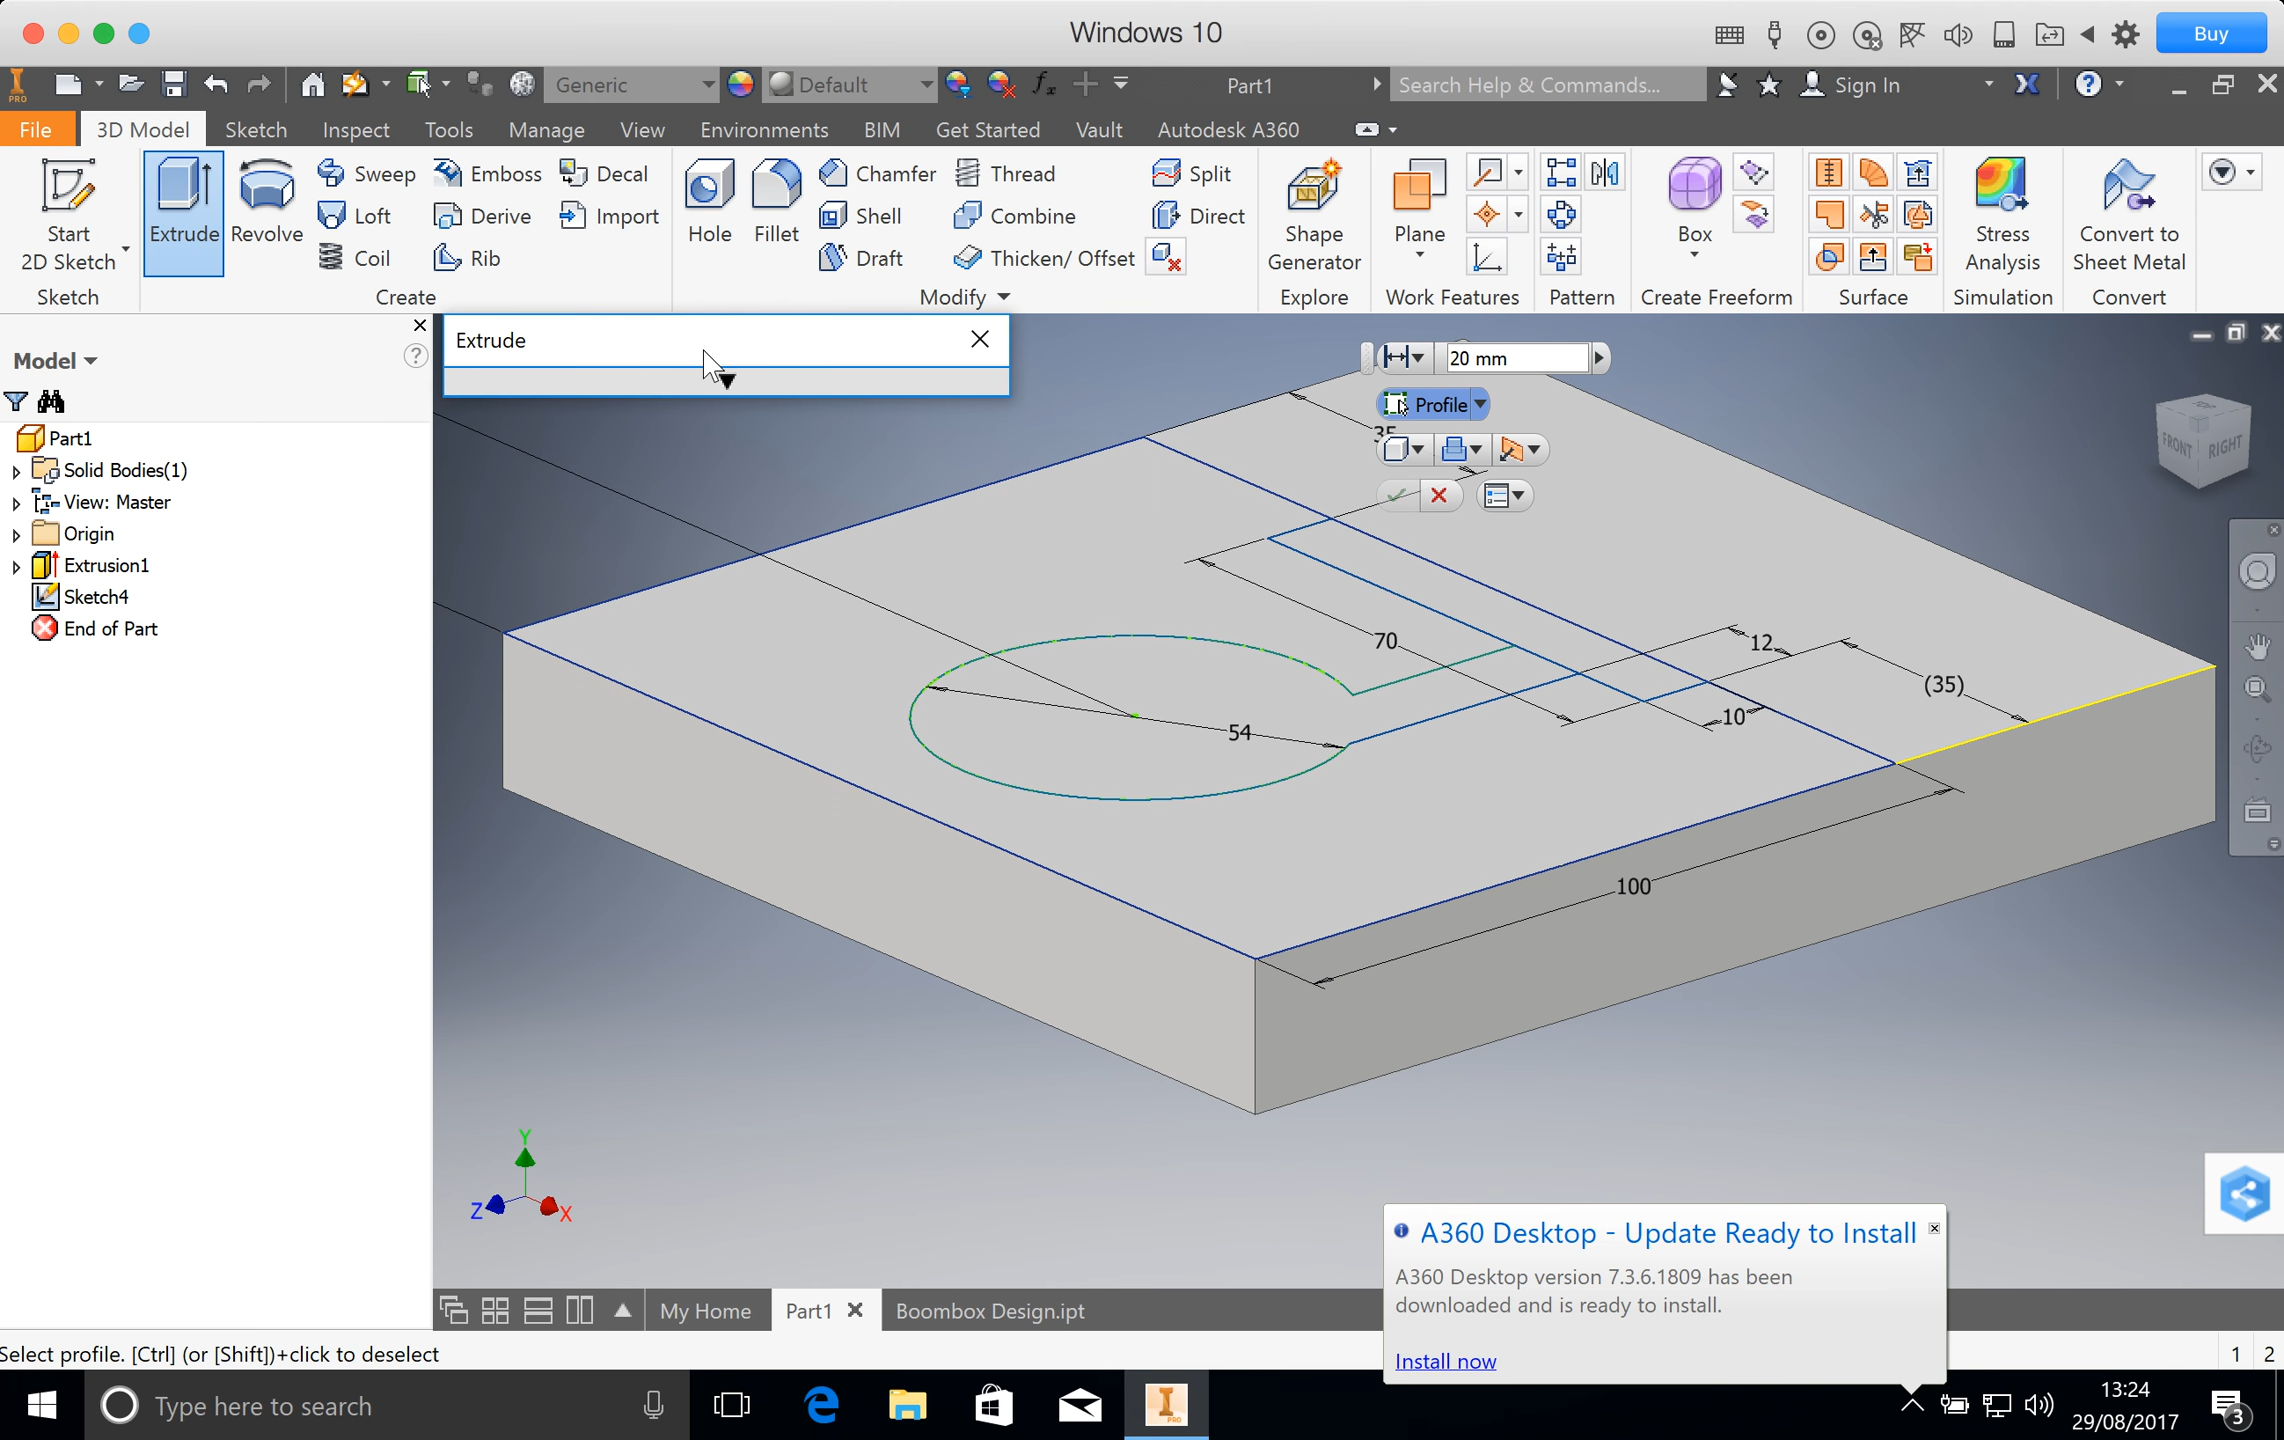 Windows 10
Buy
PRO
Generic
Default
Part1
Search Help & Commands...
Sign In
File
3D Model
Sketch
Inspect
Tools
Manage
View
Environments
BIM
Get Started
Vault
Autodesk A360
Start
2D Sketch
Sketch
Extrude
Revolve
Sweep
Loft
Coil
Emboss
Derive
Rib
Decal
Import
Create
Hole
Fillet
Chamfer
Shell
Draft
Thread
Combine
Thicken/ Offset
Split
Direct
Modify
Shape
Generator
Explore
Plane
Work Features
Pattern
Box
Create Freeform
Surface
Stress
Analysis
Simulation
Convert to
Sheet Metal
Convert
Model
Part1
Solid Bodies(1)
View: Master
Origin
Extrusion1
Sketch4
End of Part
Extrude
20 mm
Profile
35
70
12
(35)
10
54
100
FRONT
RIGHT
Y
Z
X
A360 Desktop - Update Ready to Install
A360 Desktop version 7.3.6.1809 has been
downloaded and is ready to install.
Install now
My Home
Part1
Boombox Design.ipt
Select profile. [Ctrl] (or [Shift])+click to deselect
1
2
Type here to search
PRO
13:24
29/08/2017
3